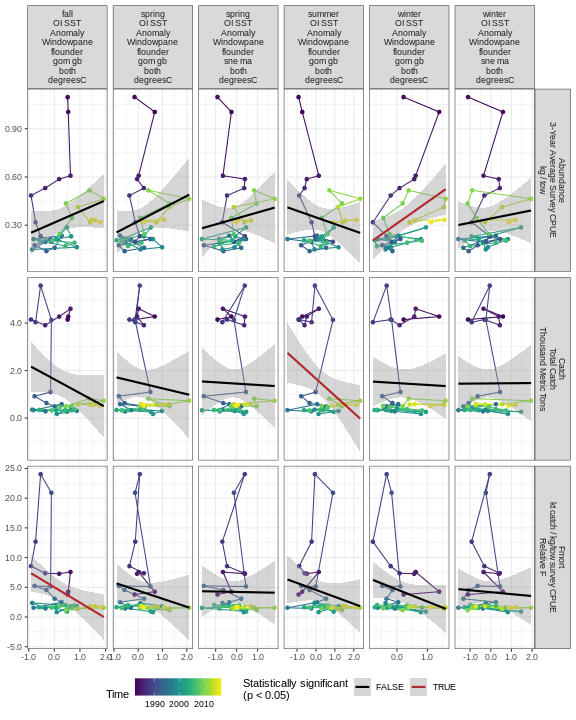 fall
OI SST
Anomaly
Windowpane
flounder
gom gb
both
degreesC
spring
OI SST
Anomaly
Windowpane
flounder
gom gb
both
degreesC
spring
OI SST
Anomaly
Windowpane
flounder
sne ma
both
degreesC
summer
OI SST
Anomaly
Windowpane
flounder
gom gb
both
degreesC
winter
OI SST
Anomaly
Windowpane
flounder
gom gb
both
degreesC
winter
OI SST
Anomaly
Windowpane
flounder
sne ma
both
degreesC
0.90
0.60
0.30
Abundance
3-Year Average Survey CPUE
kg / tow
4.0
2.0
0.0
Catch
Total Catch
Thousand Metric Tons
25.0
20.0
15.0
10.0
5.0
0.0
-5.0
Fmort
kt catch / kg/tow survey CPUE
Relative F
-1.0 0.0 1.0 2.0
0.0 1.0 2.0
-1.0 0.0 1.0
-1.0 0.0 1.0 2.0
0.0 1.0
-1.0 0.0 1.0 2.0
Time
1990 2000 2010
Statistically significant
(p < 0.05)
FALSE
TRUE